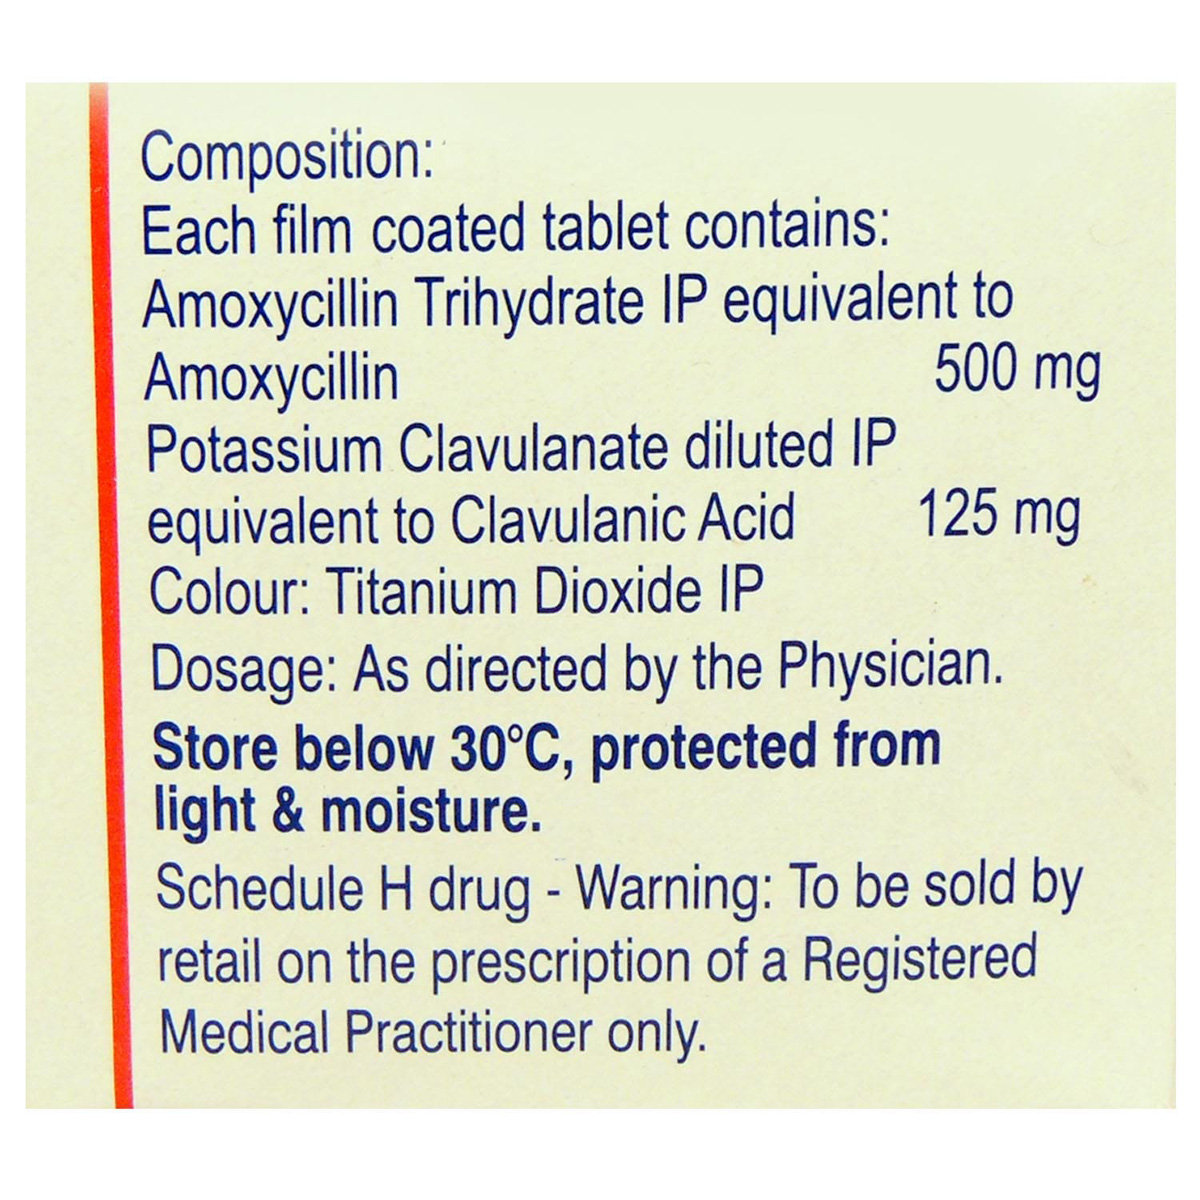 Composition:
Each film coated tablet contains:
Amoxycillin Trihydrate IP equivalent to
Amoxycillin 500 mg
Potassium Clavulanate diluted IP
equivalent to Clavulanic Acid 125 mg
Colour: Titanium Dioxide IP
Dosage: As directed by the Physician.
Store below 30°C, protected from
light & moisture.
Schedule H drug - Warning: To be sold by
retail on the prescription of a Registered
Medical Practitioner only.